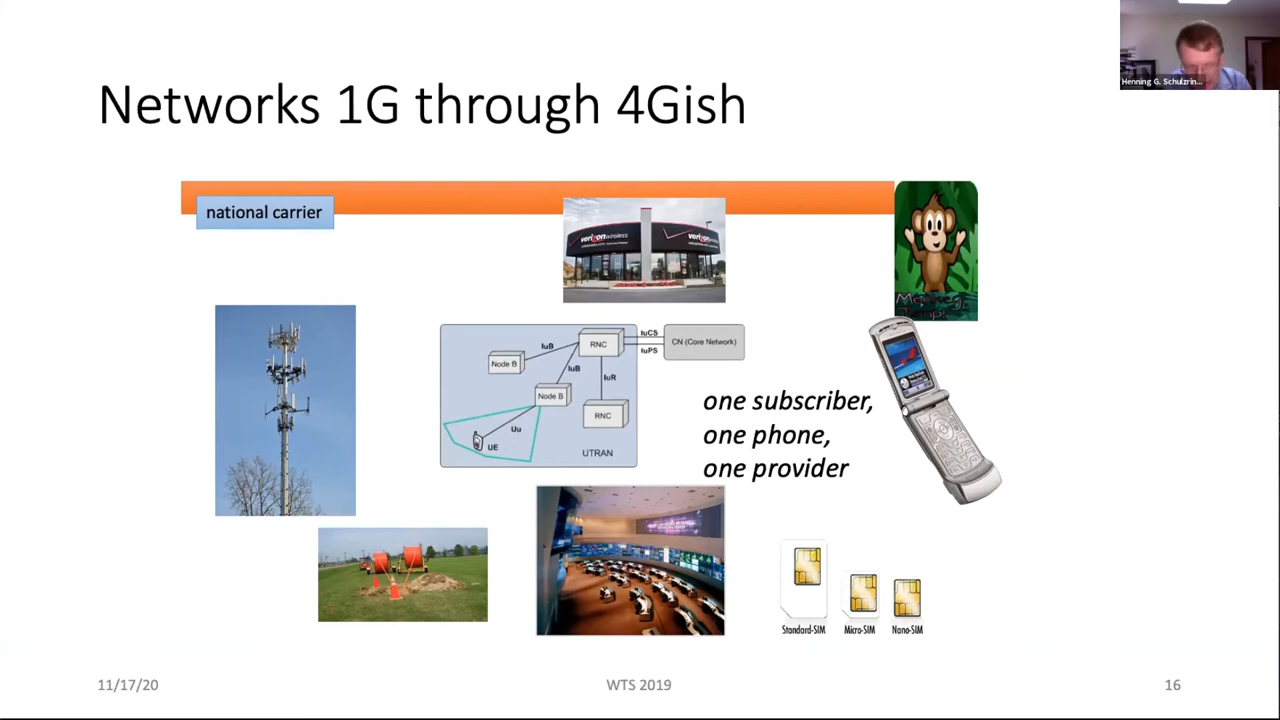 Henning G. Schulzrin...
Networks 1G through 4Gish
national carrier
verizonwireless
verizon
IuCS
RNC
CN (Core Network)
IuB
IuPS
Node B
IuB
IuR
Node B
RNC
Uu
UE
UTRAN
one subscriber,
one phone,
one provider
Standard-SIM
Micro-SIM
Nano-SIM
11/17/20
WTS 2019
16